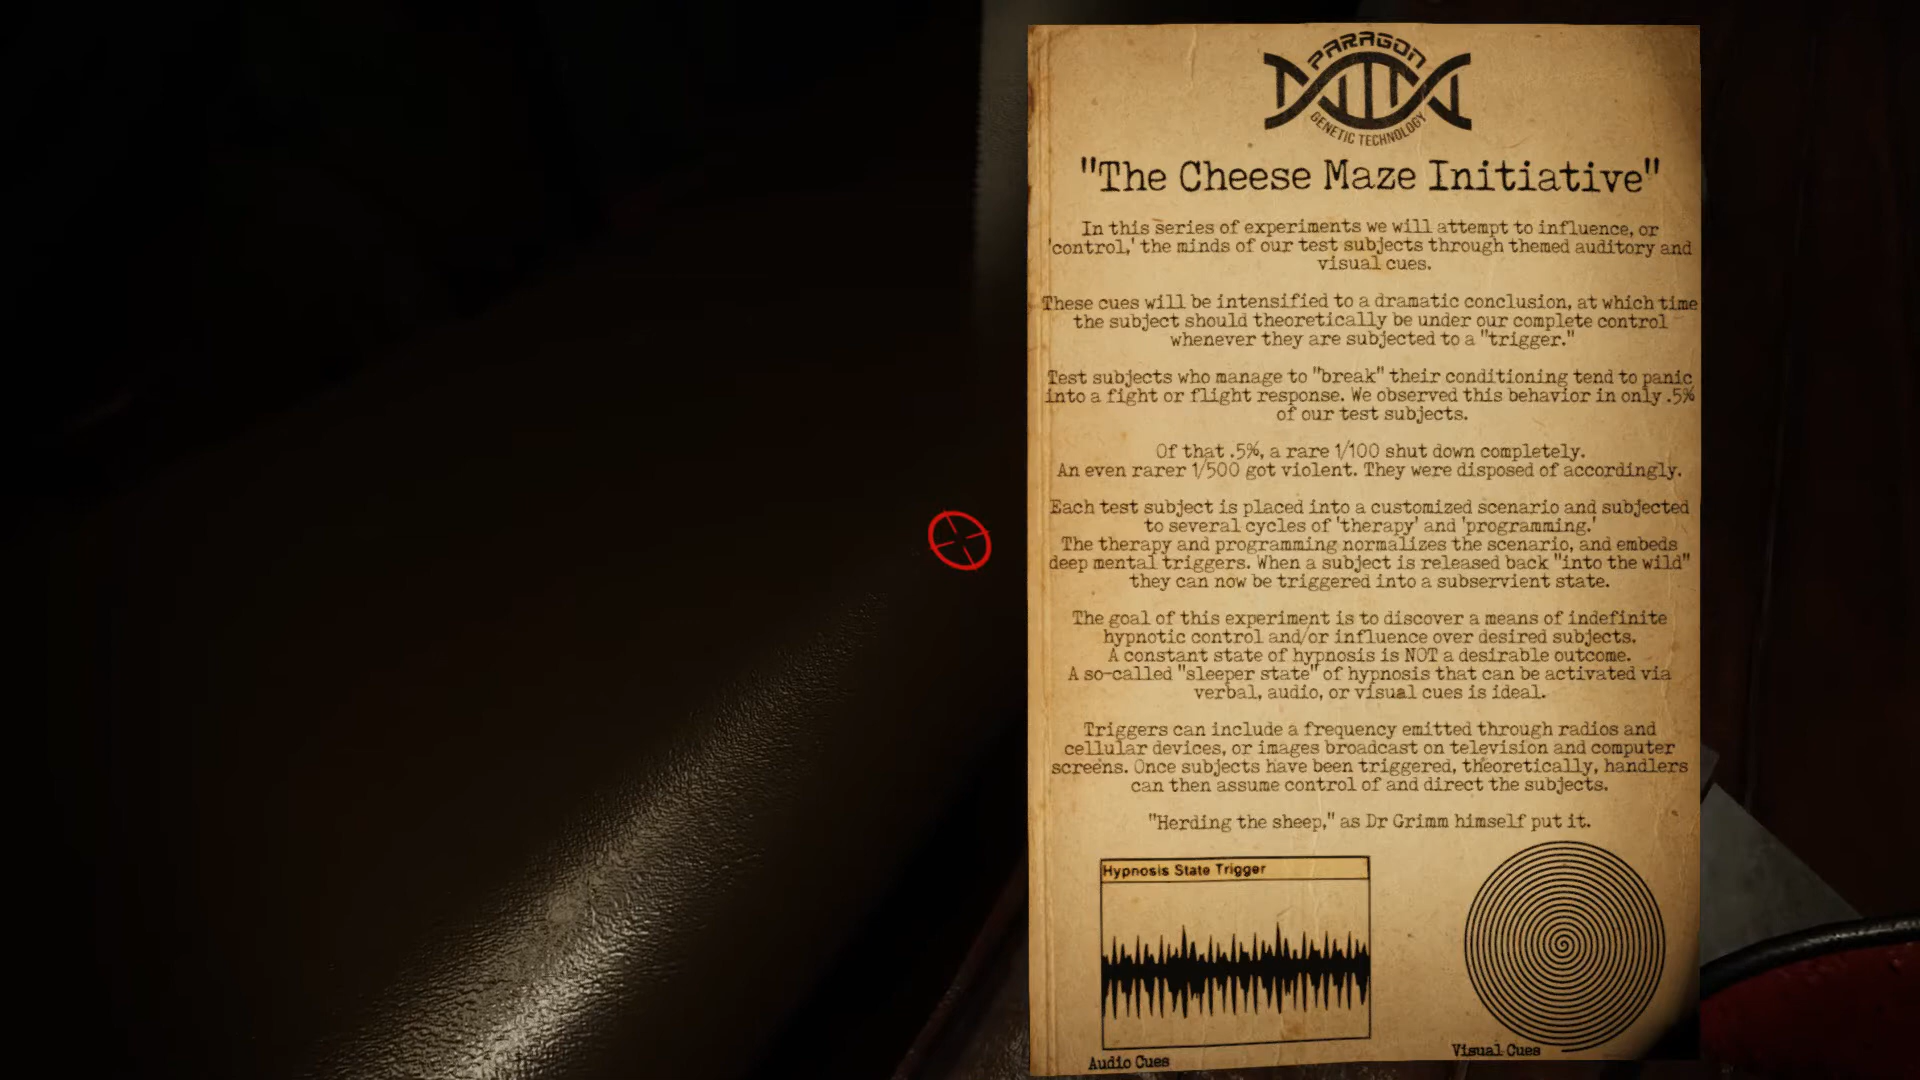 PARAGON
GENETIC TECHNOLOGY
"The Cheese Maze Initiative"
In this series of experiments we will attempt to influence, or
'control,' the minds of our test subjects through themed auditory and
visual cues.
These cues will be intensified to a dramatic conclusion, at which time
the subject should theoretically be under our complete control
whenever they are subjected to a "trigger."
Test subjects who manage to "break" their conditioning tend to panic
into a fight or flight response. We observed this behavior in only .5%
of our test subjects.
Of that .5%, a rare 1/100 shut down completely.
An even rarer 1/500 got violent. They were disposed of accordingly.
Each test subject is placed into a customized scenario and subjected
to several cycles of 'therapy' and 'programming.'
The therapy and programming normalizes the scenario, and embeds
deep mental triggers. When a subject is released back "into the wild"
they can now be triggered into a subservient state.
The goal of this experiment is to discover a means of indefinite
hypnotic control and/or influence over desired subjects.
A constant state of hypnosis is NOT a desirable outcome.
A so-called "sleeper state" of hypnosis that can be activated via
verbal, audio, or visual cues is ideal.
Triggers can include a frequency emitted through radios and
cellular devices, or images broadcast on television and computer
screens. Once subjects have been triggered, theoretically, handlers
can then assume control of and direct the subjects.
"Herding the sheep," as Dr Grimm himself put it.
Hypnosis State Trigger
Audio Cues
Visual Cues